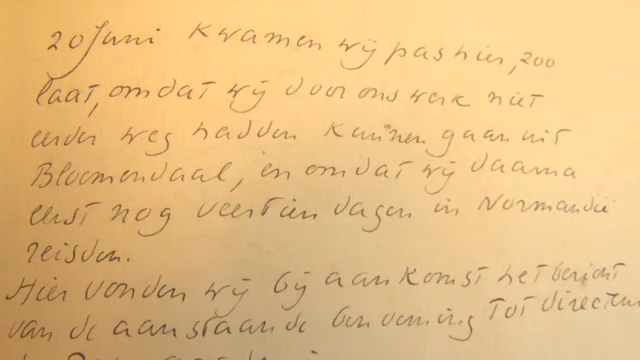 20 Juni kwamen wij pas hier, zoo
laat, omdat wij door ons werk niet
eerder weg hadden kunnen gaan uit
Bloemendaal, en omdat wij daarna
eerst nog veertien dagen in Normandië
reisden.
Hier vonden wij bij aankomst het bericht
van de aanstaande benoeming tot directeur